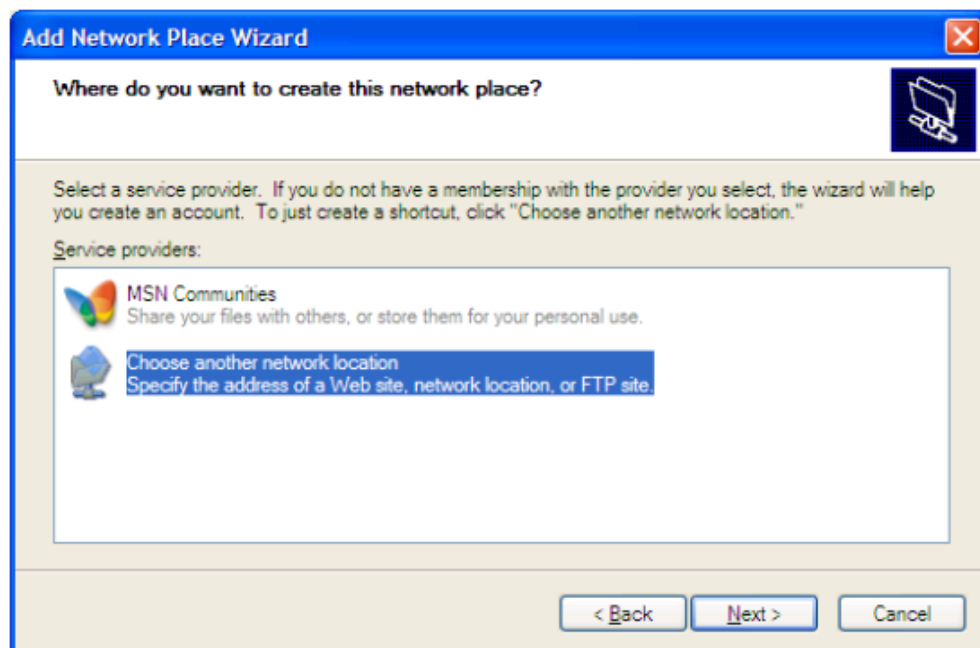 Add Network Place Wizard
Where do you want to create this network place?
Select a service provider. If you do not have a membership with the provider you select, the wizard will help
you create an account. To just create a shortcut, click "Choose another network location."
Service providers:
MSN Communities
Share your files with others, or store them for your personal use.
Choose another network location
Specify the address of a Web site, network location, or FTP site.
< Back Next > Cancel